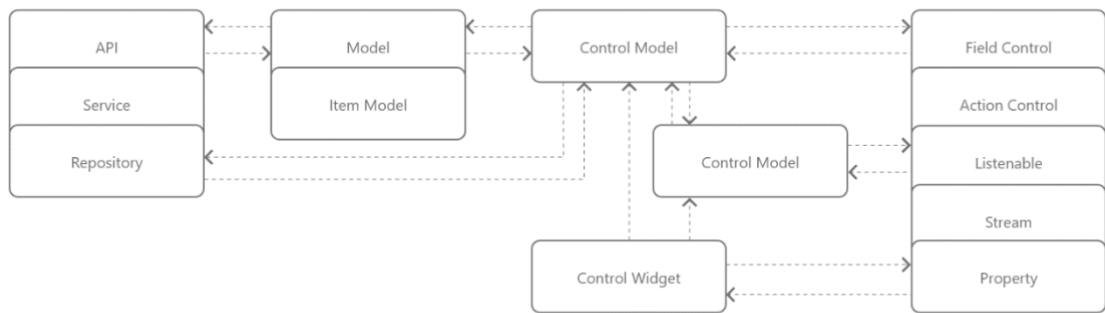 API
Model
Control Model
Field Control
Service
Item Model
Action Control
Repository
Control Model
Listenable
Stream
Control Widget
Property